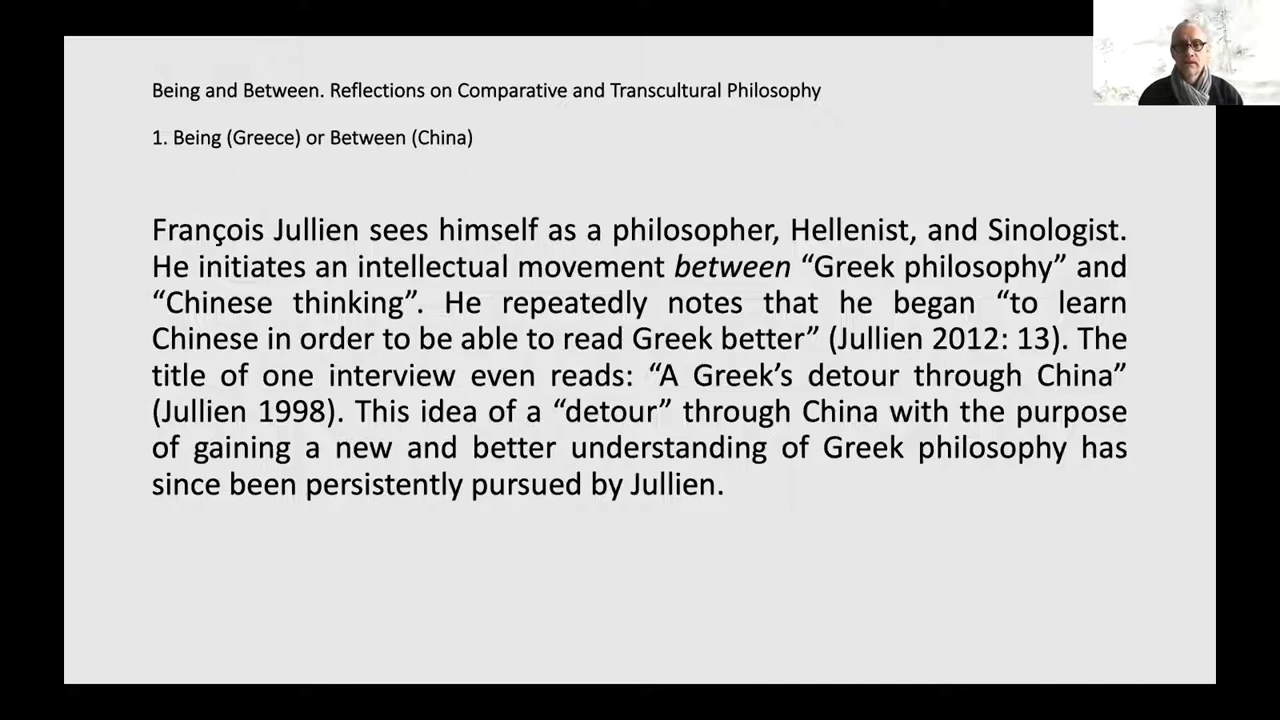 Being and Between. Reflections on Comparative and Transcultural Philosophy
1. Being (Greece) or Between (China)
François Jullien sees himself as a philosopher, Hellenist, and Sinologist.
He initiates an intellectual movement between “Greek philosophy” and
“Chinese thinking”. He repeatedly notes that he began “to learn
Chinese in order to be able to read Greek better” (Jullien 2012: 13). The
title of one interview even reads: “A Greek’s detour through China”
(Jullien 1998). This idea of a “detour” through China with the purpose
of gaining a new and better understanding of Greek philosophy has
since been persistently pursued by Jullien.